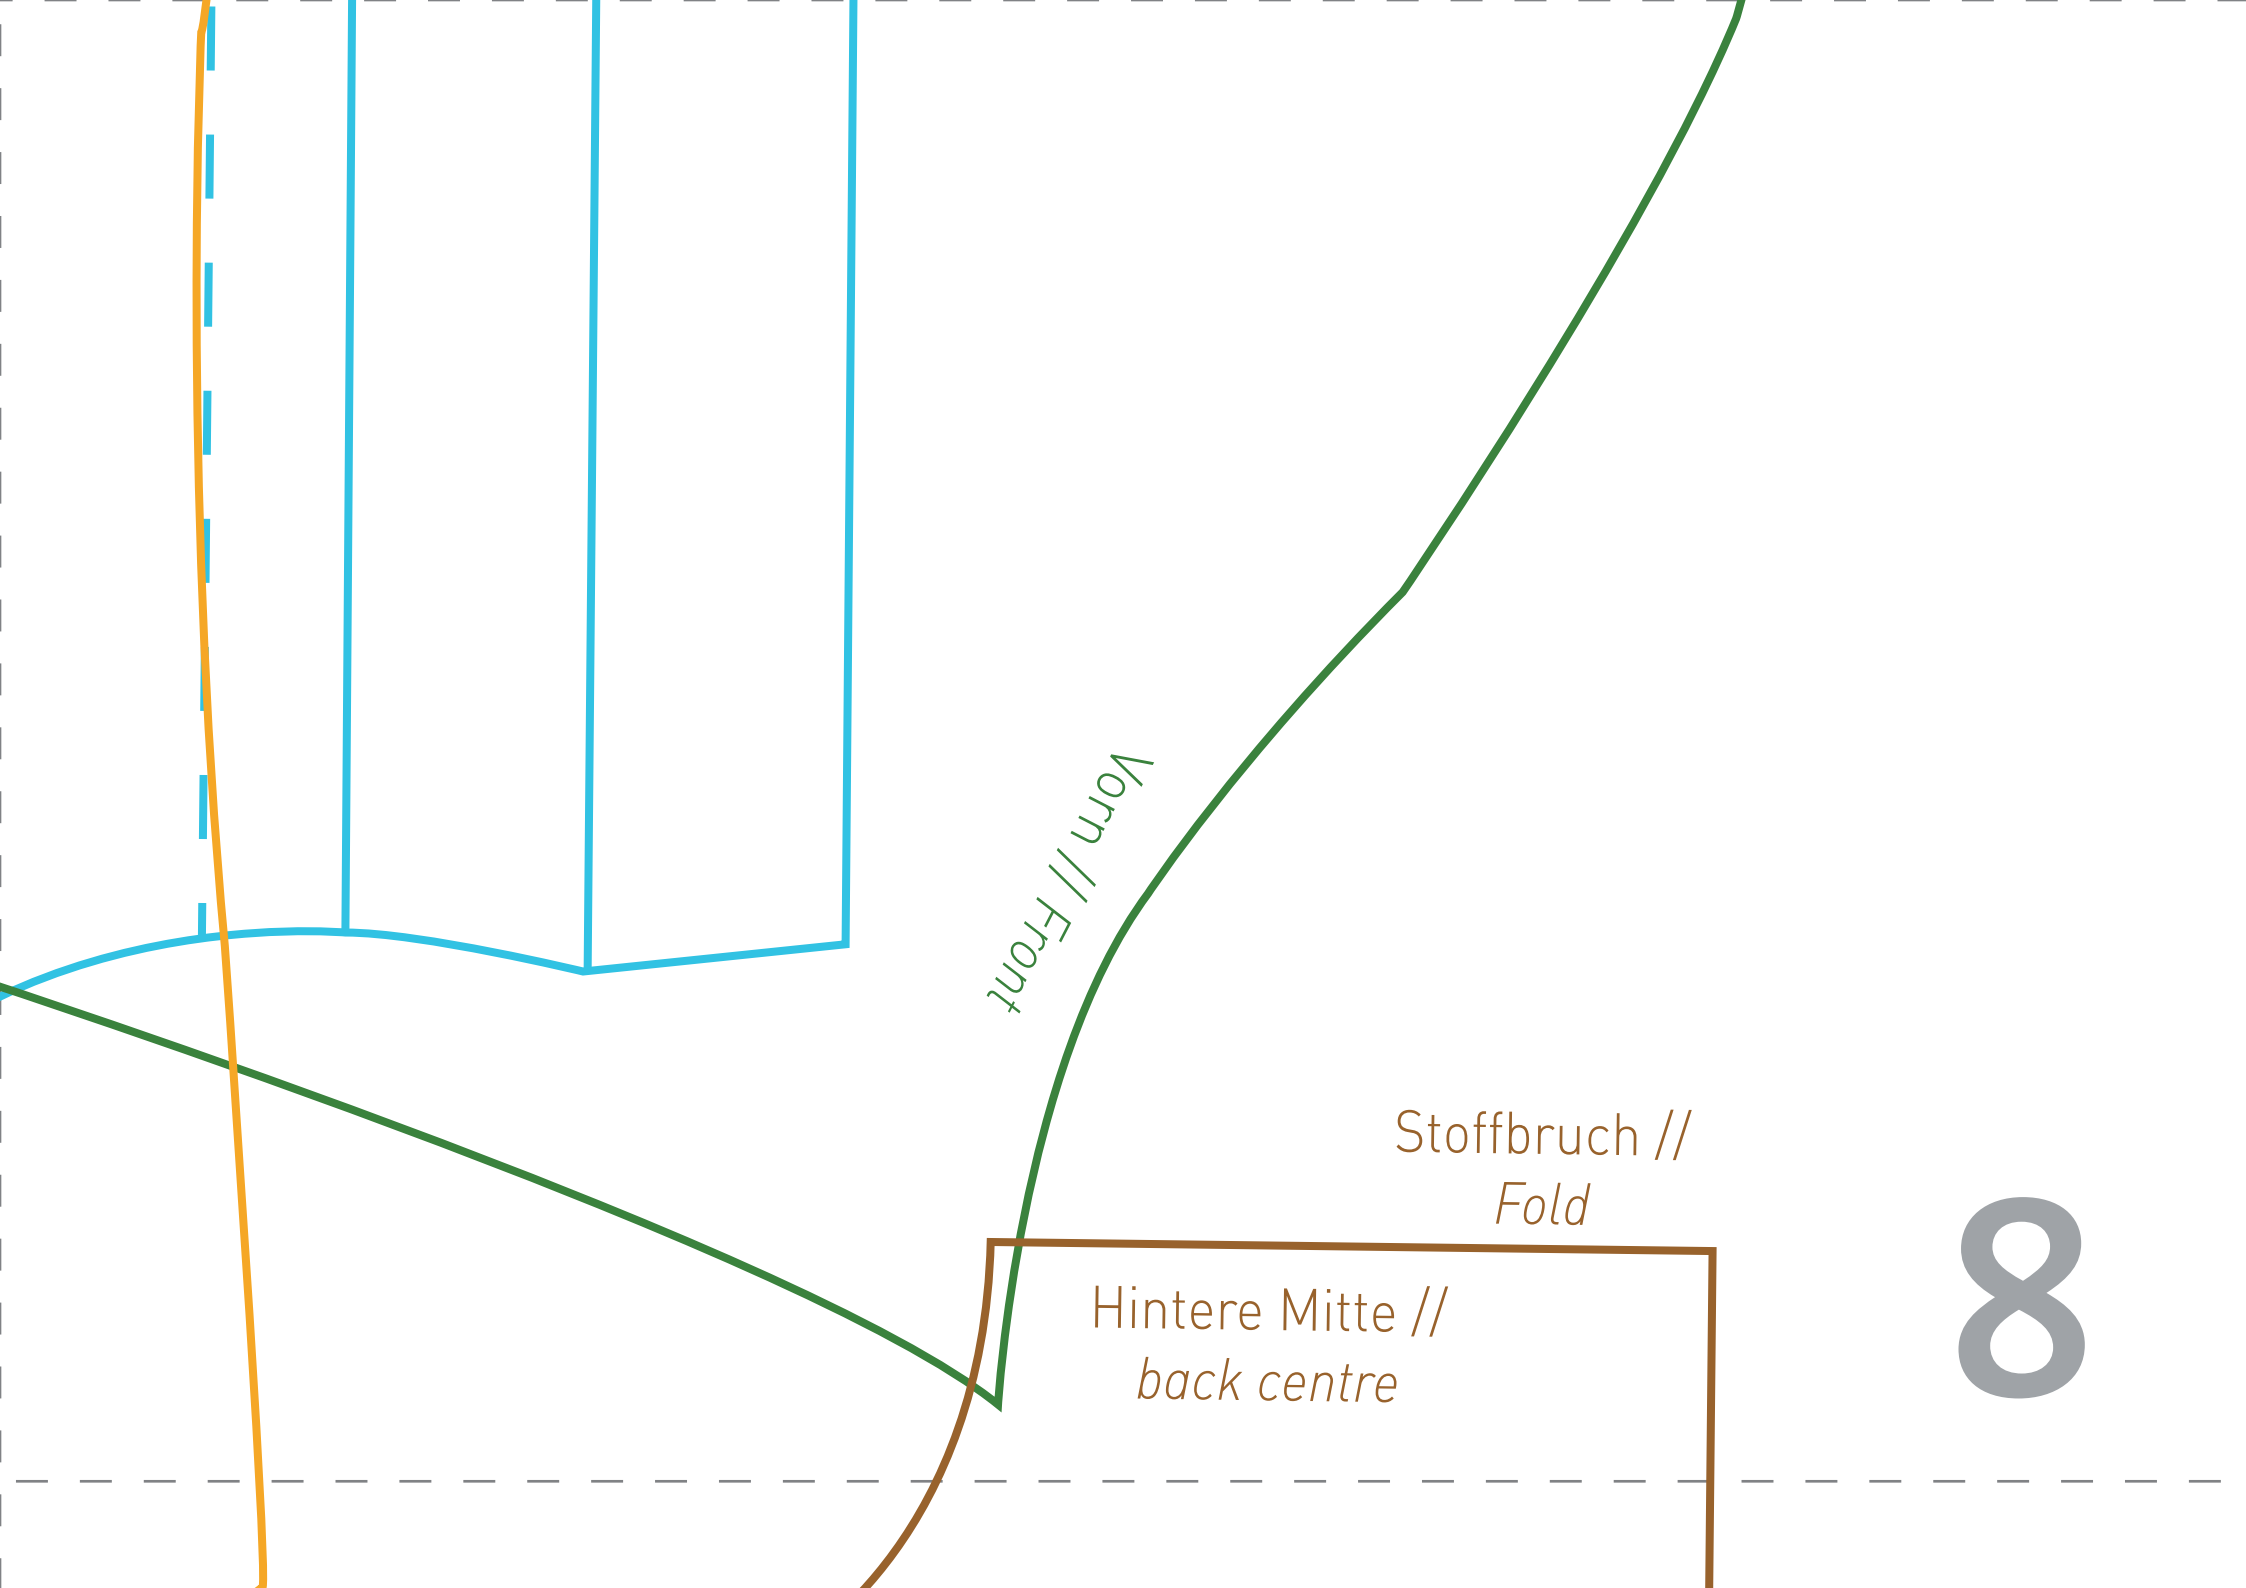 Vorn // Front
Stoffbruch //
Fold
Hintere Mitte //
back centre
8